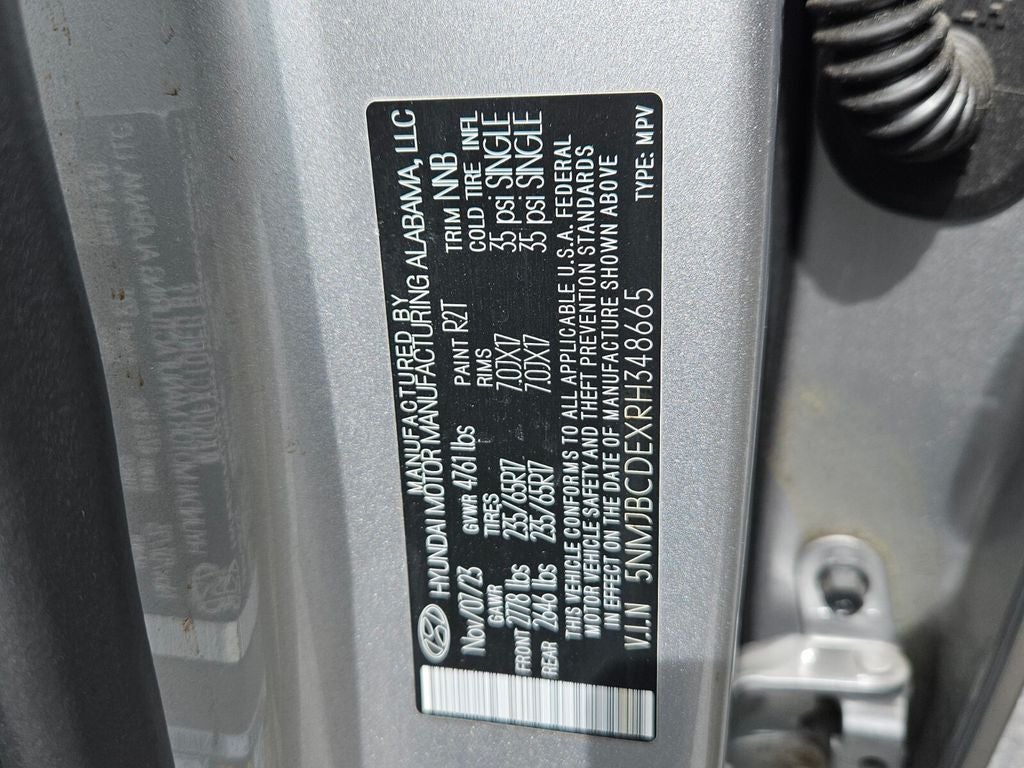 MANUFACTURED BY
HYUNDAI MOTOR MANUFACTURING ALABAMA, LLC
Nov/00/23 GVWR 4761 lbs PAINT R2T TRIM NNB
GAWR TIRES RIMS COLD TIRE INFL
FRONT 2778 lbs 235/65R17 7.0JX17 35 psi SINGLE
REAR 2646 lbs 235/65R17 7.0JX17 35 psi SINGLE
THIS VEHICLE CONFORMS TO ALL APPLICABLE U.S.A. FEDERAL
MOTOR VEHICLE SAFETY AND THEFT PREVENTION STANDARDS
IN EFFECT ON THE DATE OF MANUFACTURE SHOWN ABOVE
V.I.N 5NMJBCDEXRH348665 TYPE: MPV